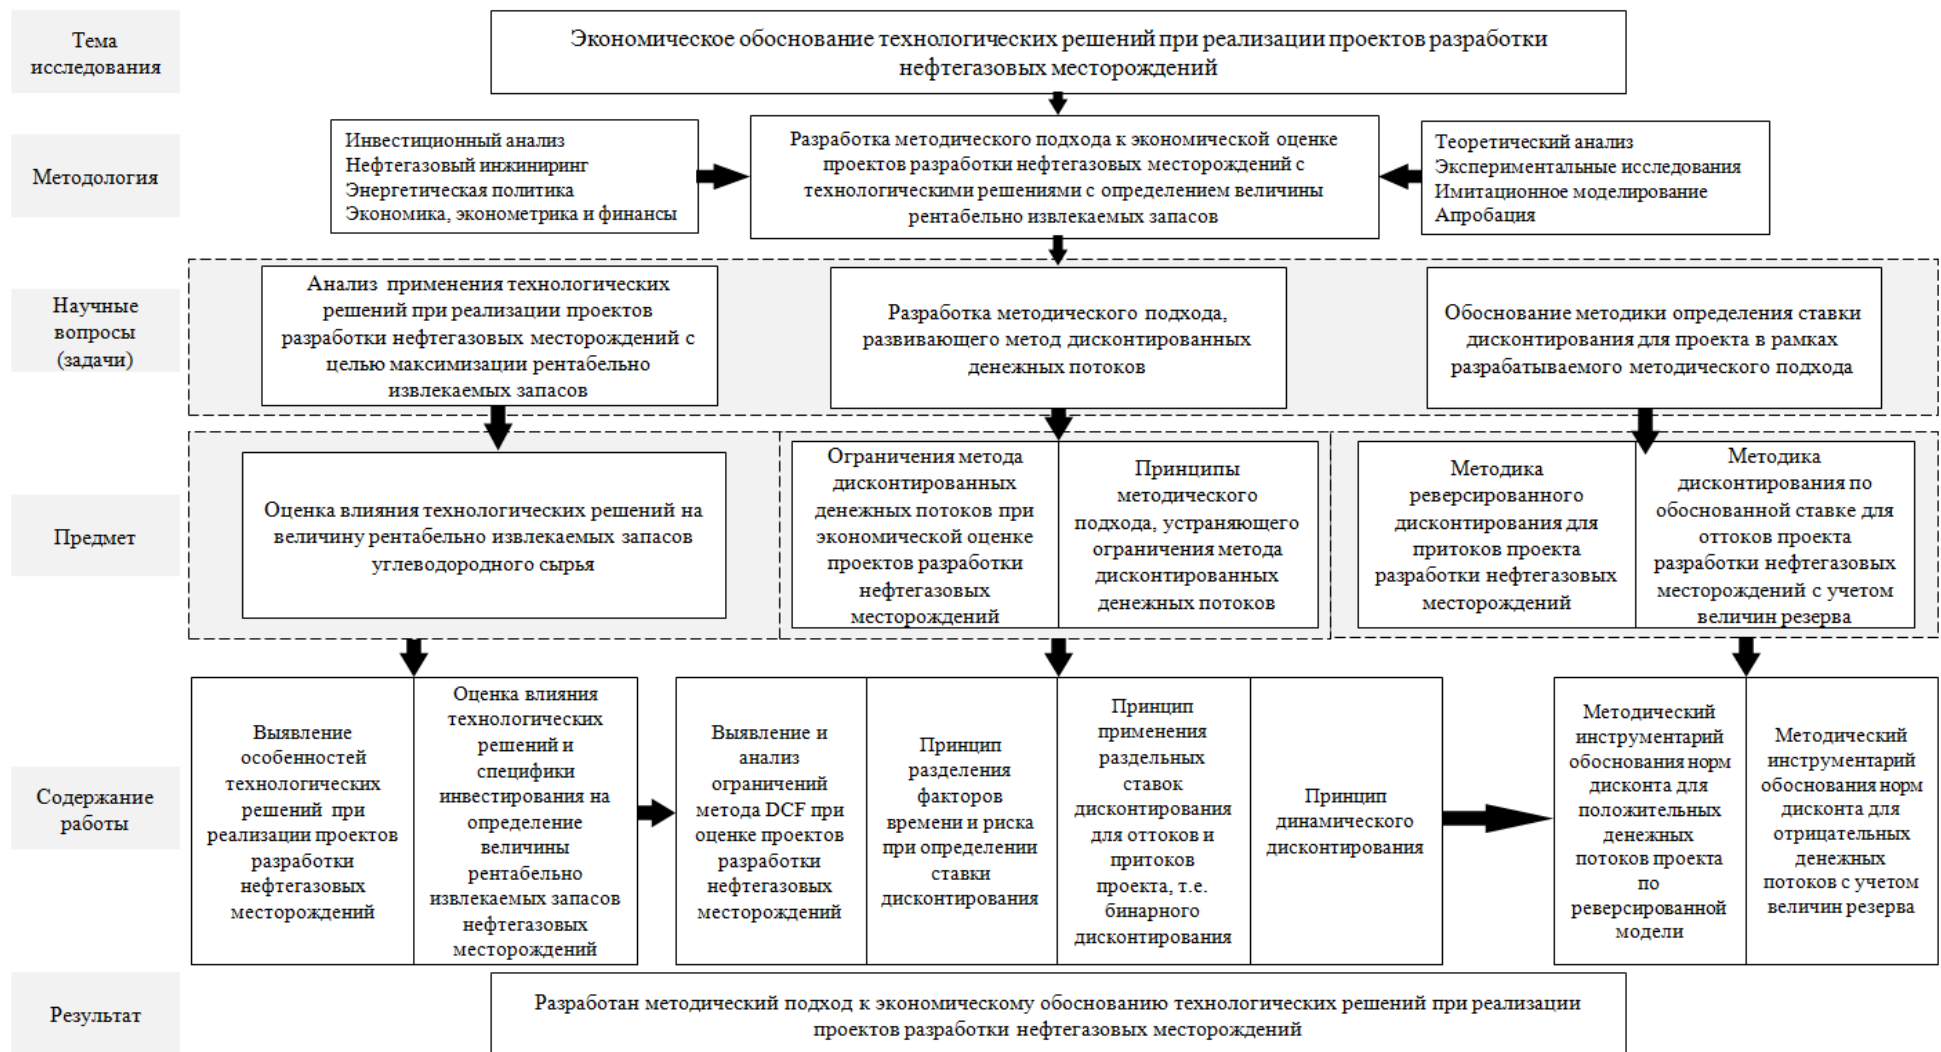 Тема
исследования
Экономическое обоснование технологических решений при реализации проектов разработки
нефтегазовых месторождений
Методология
Инвестиционный анализ
Нефтегазовый инжиниринг
Энергетическая политика
Экономика, эконометрика и финансы
Разработка методического подхода к экономической оценке
проектов разработки нефтегазовых месторождений с
технологическими решениями с определением величины
рентабельно извлекаемых запасов
Теоретический анализ
Экспериментальные исследования
Имитационное моделирование
Апробация
Научные
вопросы
(задачи)
Анализ применения технологических
решений при реализации проектов
разработки нефтегазовых месторождений с
целью максимизации рентабельно
извлекаемых запасов
Разработка методического подхода,
развивающего метод дисконтированных
денежных потоков
Обоснование методики определения ставки
дисконтирования для проекта в рамках
разрабатываемого методического подхода
Предмет
Оценка влияния технологических решений на
величину рентабельно извлекаемых запасов
углеводородного сырья
Ограничения метода
дисконтированных
денежных потоков при
экономической оценке
проектов разработки
нефтегазовых
месторождений
Принципы
методического
подхода, устраняющего
ограничения метода
дисконтированных
денежных потоков
Методика
реверсированного
дисконтирования для
притоков проекта
разработки нефтегазовых
месторождений
Методика
дисконтирования по
обоснованной ставке для
оттоков проекта
разработки нефтегазовых
месторождений с учетом
величин резерва
Содержание
работы
Выявление
особенностей
технологических
решений при
реализации проектов
разработки
нефтегазовых
месторождений
Оценка влияния
технологических
решений и
специфики
инвестирования на
определение
величины
рентабельно
извлекаемых запасов
нефтегазовых
месторождений
Выявление и
анализ
ограничений
метода DCF при
оценке проектов
разработки
нефтегазовых
месторождений
Принцип
разделения
факторов
времени и риска
при определении
ставки
дисконтирования
Принцип
применения
раздельных
ставок
дисконтирования
для оттоков и
притоков
проекта, т.е.
бинарного
дисконтирования
Принцип
динамического
дисконтирования
Методический
инструментарий
обоснования норм
дисконта для
положительных
денежных
потоков проекта
по
реверсированной
модели
Методический
инструментарий
обоснования норм
дисконта для
отрицательных
денежных
потоков с учетом
величин резерва
Результат
Разработан методический подход к экономическому обоснованию технологических решений при реализации
проектов разработки нефтегазовых месторождений